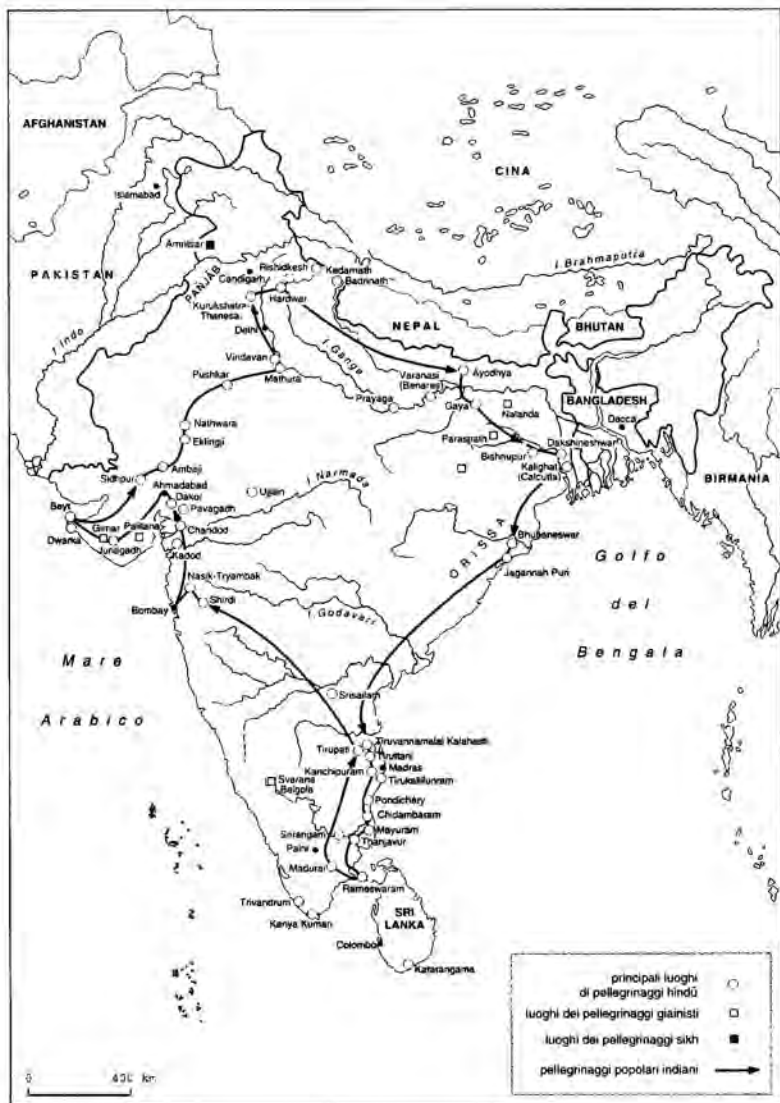 AFGHANISTAN
CINA
Islamabad
Amritsar
PAKISTAN
PANJAB
Candigarh
Rishidkesh
Kedarnath
Badrinath
f. Brahmaputra
Kurukshetra
Thanesa
Hardwar
f. Indo
Delhi
NEPAL
BHUTAN
Vindavan
f. Gange
Mathura
Pushkar
Varanasi
(Benares)
Ayodhya
Prayaga
Gaya
Nalanda
BANGLADESH
Dacca
Nathwara
Eklingji
Parasnath
Bishnupur
Dakshineshwar
Kalighat
(Calcutta)
BIRMANIA
Ambaji
Sidhpur
Ahmadabad
Dakor
Ujjain
f. Narmada
Beyt
Pavagadh
Dwarka
Girnar
Palitana
Chandod
Junagadh
Kadod
ORISSA
Bhubaneswar
Jagannath Puri
Golfo
del
Bengala
Nasik-Tryambak
Shirdi
Bombay
f. Godavari
Mare
Arabico
Srisailam
Tiruvannamalai Kalahasti
Tirupati
Tiruttani
Kanchipuram
Madras
Tirukalilunram
Svarana
Belgola
Pondichery
Chidambaram
Srirangam
Mayuram
Thanjavur
Palni
Madurai
Rameswaram
Trivandrum
Kanya Kumari
SRI
LANKA
Colombo
Kataragama
principali luoghi
di pellegrinaggi hindū
luoghi dei pellegrinaggi giainisti
luoghi dei pellegrinaggi sikh
pellegrinaggi popolari indiani
0 400 km